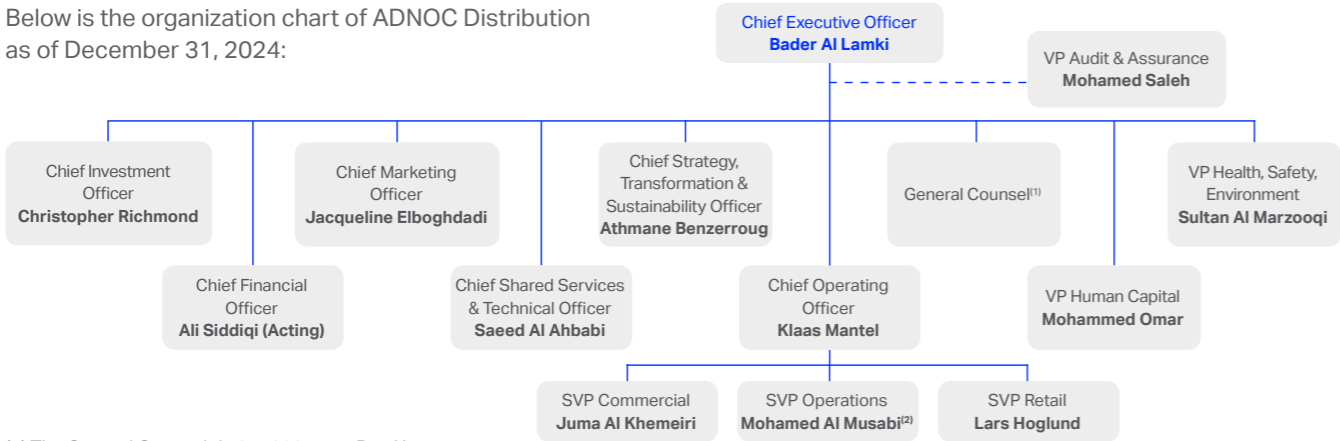 Below is the organization chart of ADNOC Distribution
as of December 31, 2024:
Chief Executive Officer
Bader Al Lamki
VP Audit & Assurance
Mohamed Saleh
Chief Investment
Officer
Christopher Richmond
Chief Marketing
Officer
Jacqueline Elboghdadi
Chief Strategy,
Transformation &
Sustainability Officer
Athmane Benzerroug
General Counsel(1)
VP Health, Safety,
Environment
Sultan Al Marzooqi
Chief Financial
Officer
Ali Siddiqi (Acting)
Chief Shared Services
& Technical Officer
Saeed Al Ahbabi
Chief Operating
Officer
Klaas Mantel
VP Human Capital
Mohammed Omar
SVP Commercial
Juma Al Khemeiri
SVP Operations
Mohamed Al Musabi(2)
SVP Retail
Lars Hoglund